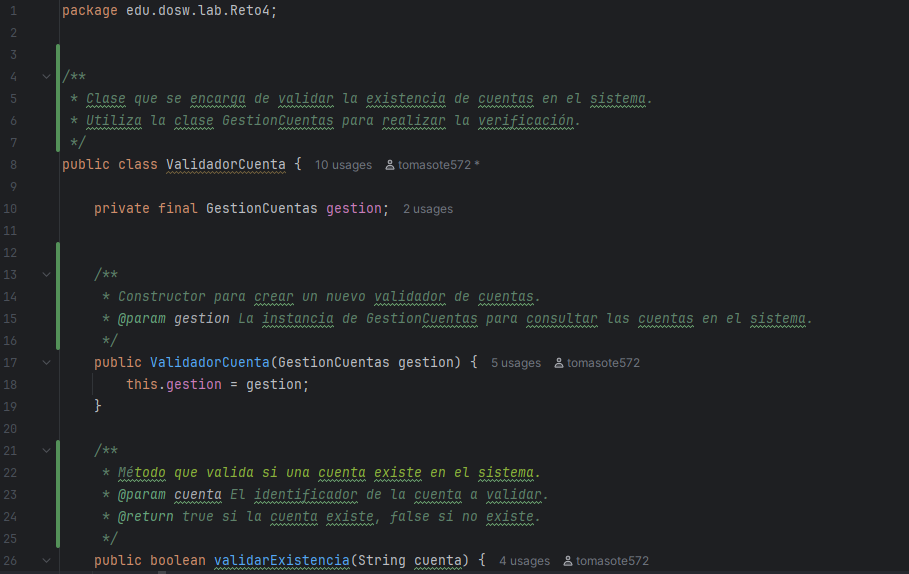 1 package edu.dosw.lab.Reto4;
2
3
4 /**
5 * Clase que se encarga de validar la existencia de cuentas en el sistema.
6 * Utiliza la clase GestionCuentas para realizar la verificación.
7 */
8 public class ValidadorCuenta { 10 usages tomasote572 *
9
10 private final GestionCuentas gestion; 2 usages
11
12
13 /**
14 * Constructor para crear un nuevo validador de cuentas.
15 * @param gestion La instancia de GestionCuentas para consultar las cuentas en el sistema.
16 */
17 public ValidadorCuenta(GestionCuentas gestion) { 5 usages tomasote572
18 this.gestion = gestion;
19 }
20
21 /**
22 * Método que valida si una cuenta existe en el sistema.
23 * @param cuenta El identificador de la cuenta a validar.
24 * @return true si la cuenta existe, false si no existe.
25 */
26 public boolean validarExistencia(String cuenta) { 4 usages tomasote572